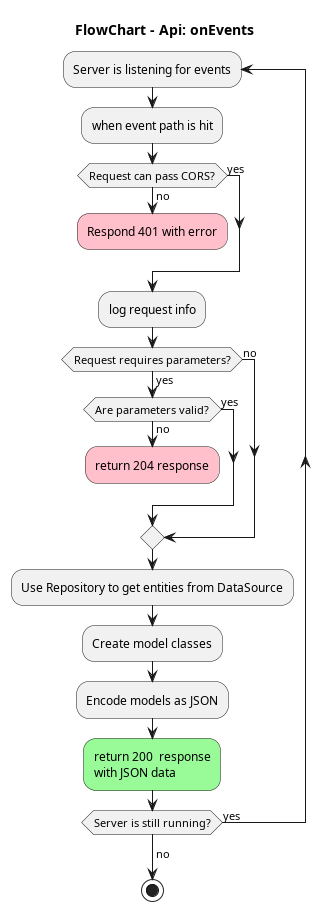 FlowChart - Api: onEvents
Server is listening for events
when event path is hit
Request can pass CORS?
yes
no
Respond 401 with error
log request info
Request requires parameters?
no
yes
Are parameters valid?
yes
no
return 204 response
Use Repository to get entities from DataSource
Create model classes
Encode models as JSON
return 200  response
with JSON data
Server is still running?
yes
no